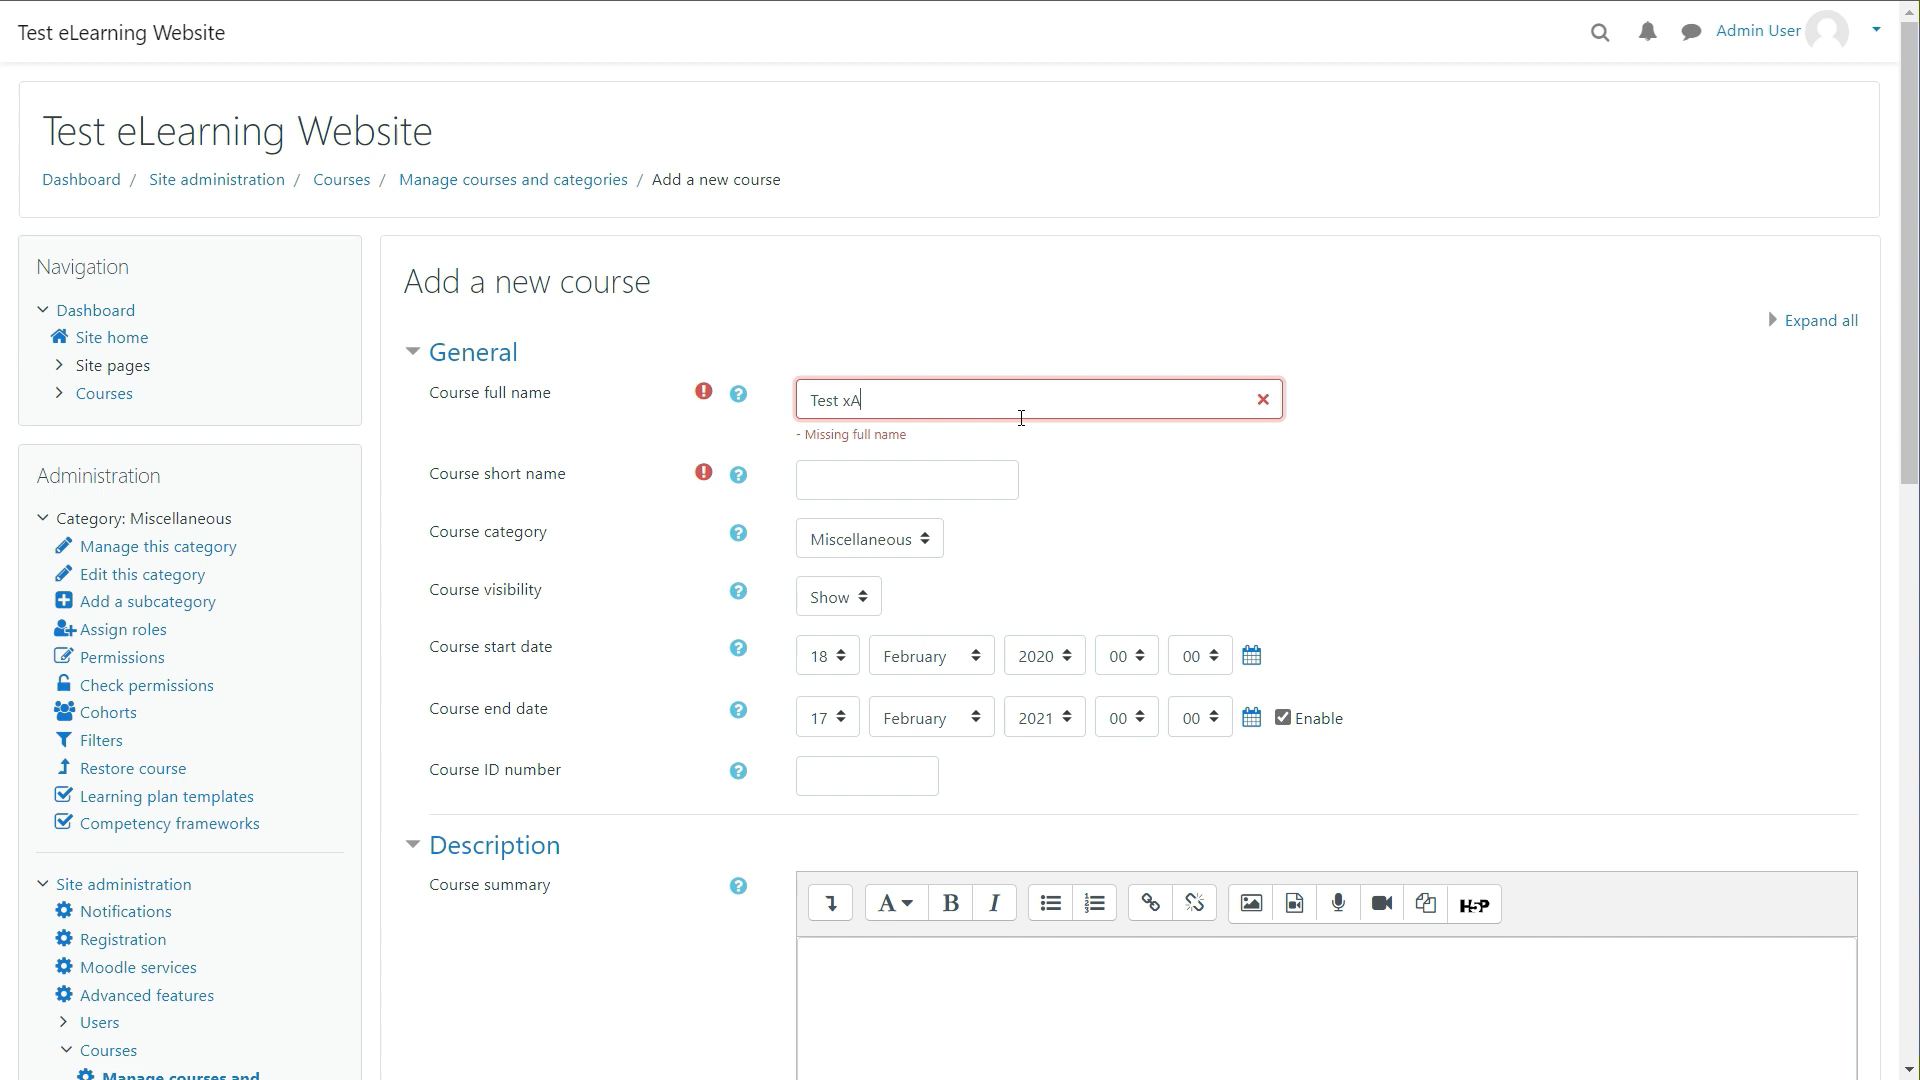 Test eLearning Website
Admin User
Test eLearning Website
Dashboard / Site administration / Courses / Manage courses and categories / Add a new course
Navigation
Dashboard
Site home
Site pages
Courses
Administration
Category: Miscellaneous
Manage this category
Edit this category
Add a subcategory
Assign roles
Permissions
Check permissions
Cohorts
Filters
Restore course
Learning plan templates
Competency frameworks
Site administration
Notifications
Registration
Moodle services
Advanced features
Users
Courses
Manage courses and
Add a new course
Expand all
General
Course full name
Test xA
- Missing full name
Course short name
Course category
Miscellaneous
Course visibility
Show
Course start date
18 February 2020 00 00
Course end date
17 February 2021 00 00 Enable
Course ID number
Description
Course summary
A B I H5P